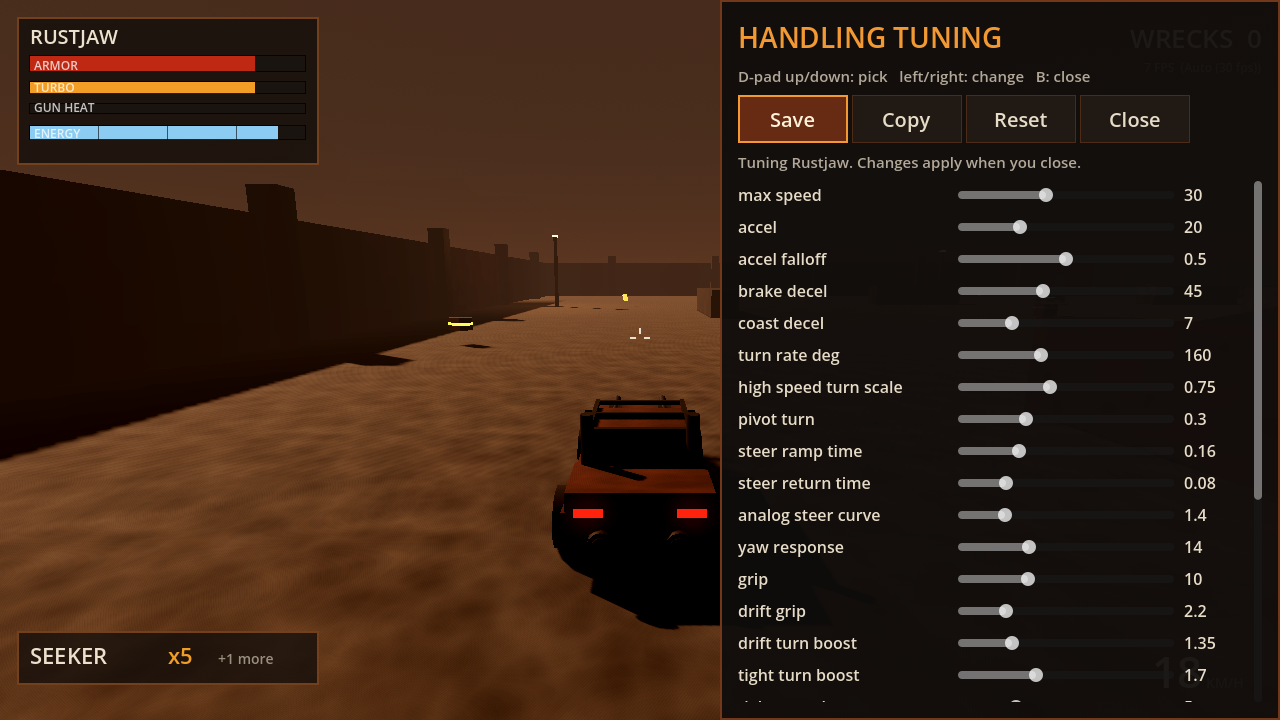 RUSTJAW
ARMOR
TURBO
GUN HEAT
ENERGY
SEEKER x5 +1 more
HANDLING TUNING
WRECKS 0
D-pad up/down: pick left/right: change B: close
Save Copy Reset Close
Tuning Rustjaw. Changes apply when you close.
max speed 30
accel 20
accel falloff 0.5
brake decel 45
coast decel 7
turn rate deg 160
high speed turn scale 0.75
pivot turn 0.3
steer ramp time 0.16
steer return time 0.08
analog steer curve 1.4
yaw response 14
grip 10
drift grip 2.2
drift turn boost 1.35
tight turn boost 1.7
18 KM/H